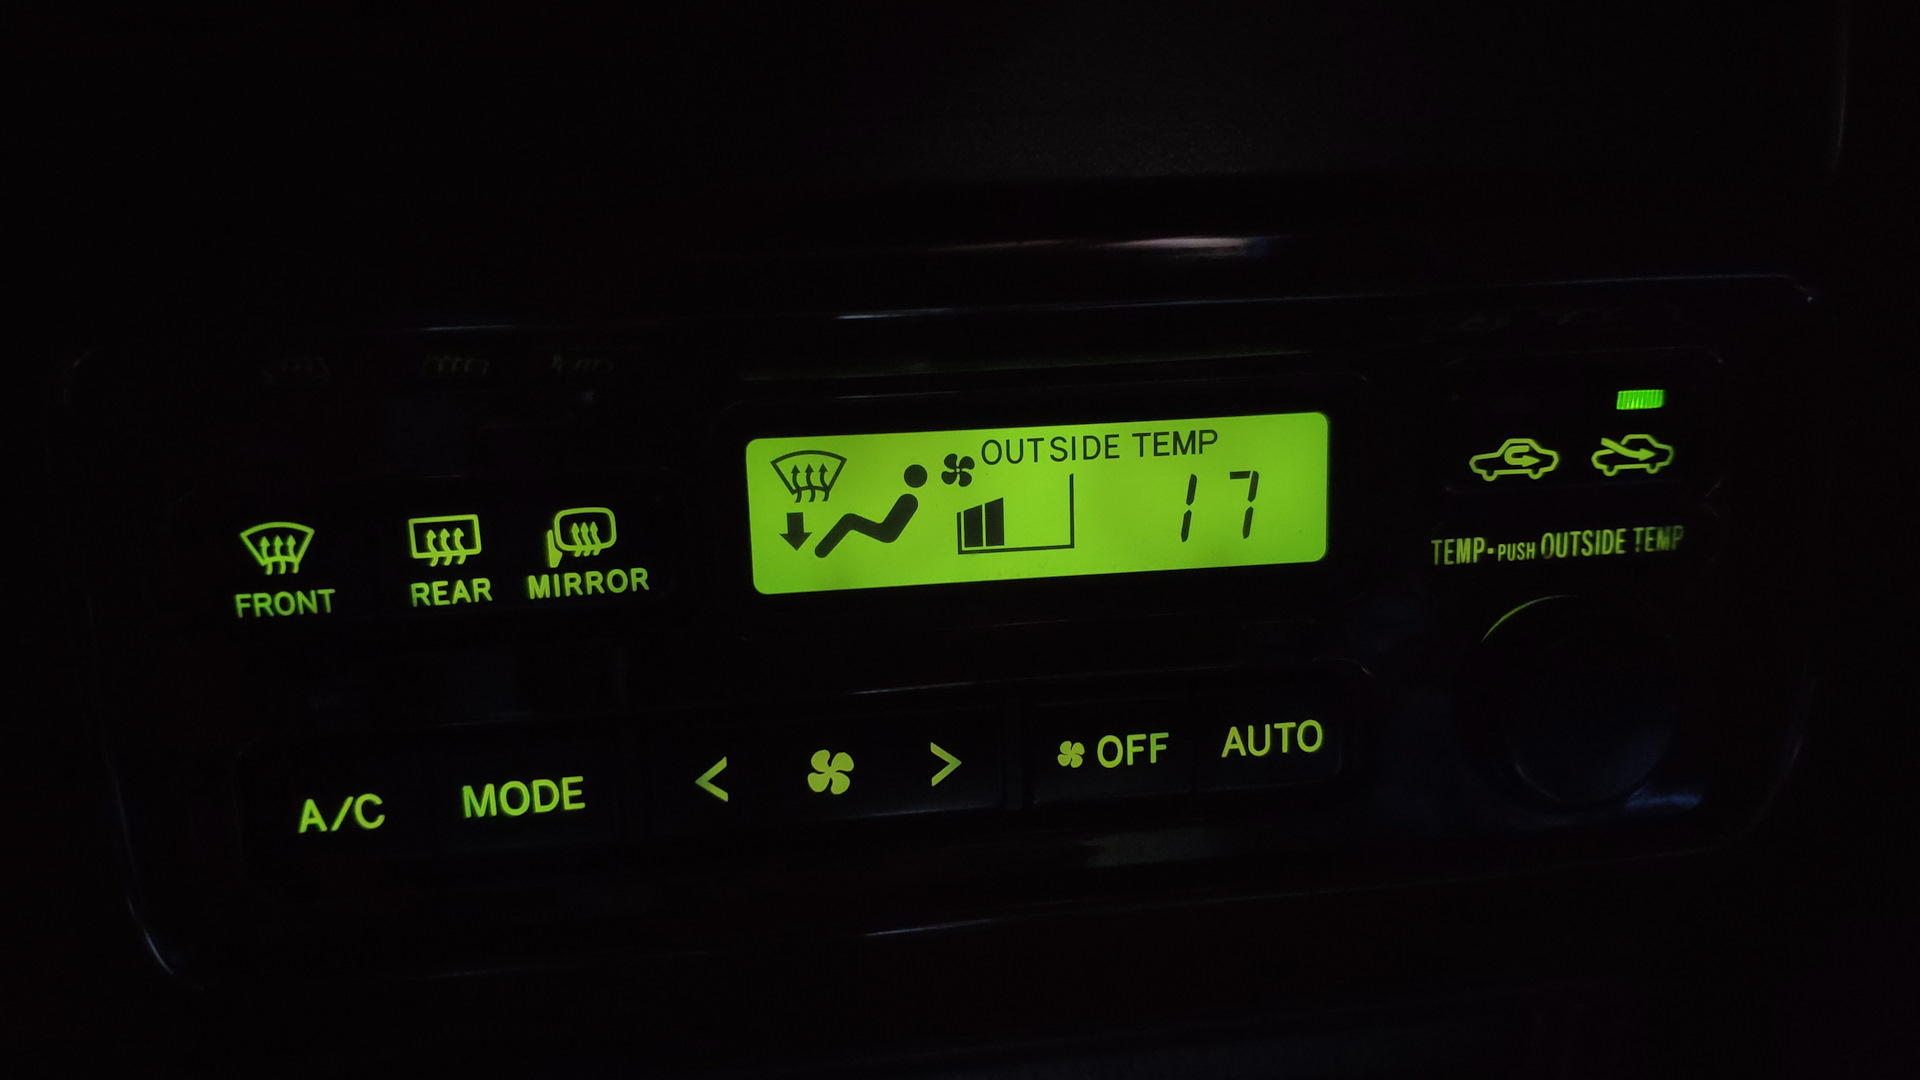 OUTSIDE TEMP
17
FRONT
REAR
MIRROR
TEMP-PUSH OUTSIDE TEMP
A/C
MODE
<
>
OFF
AUTO